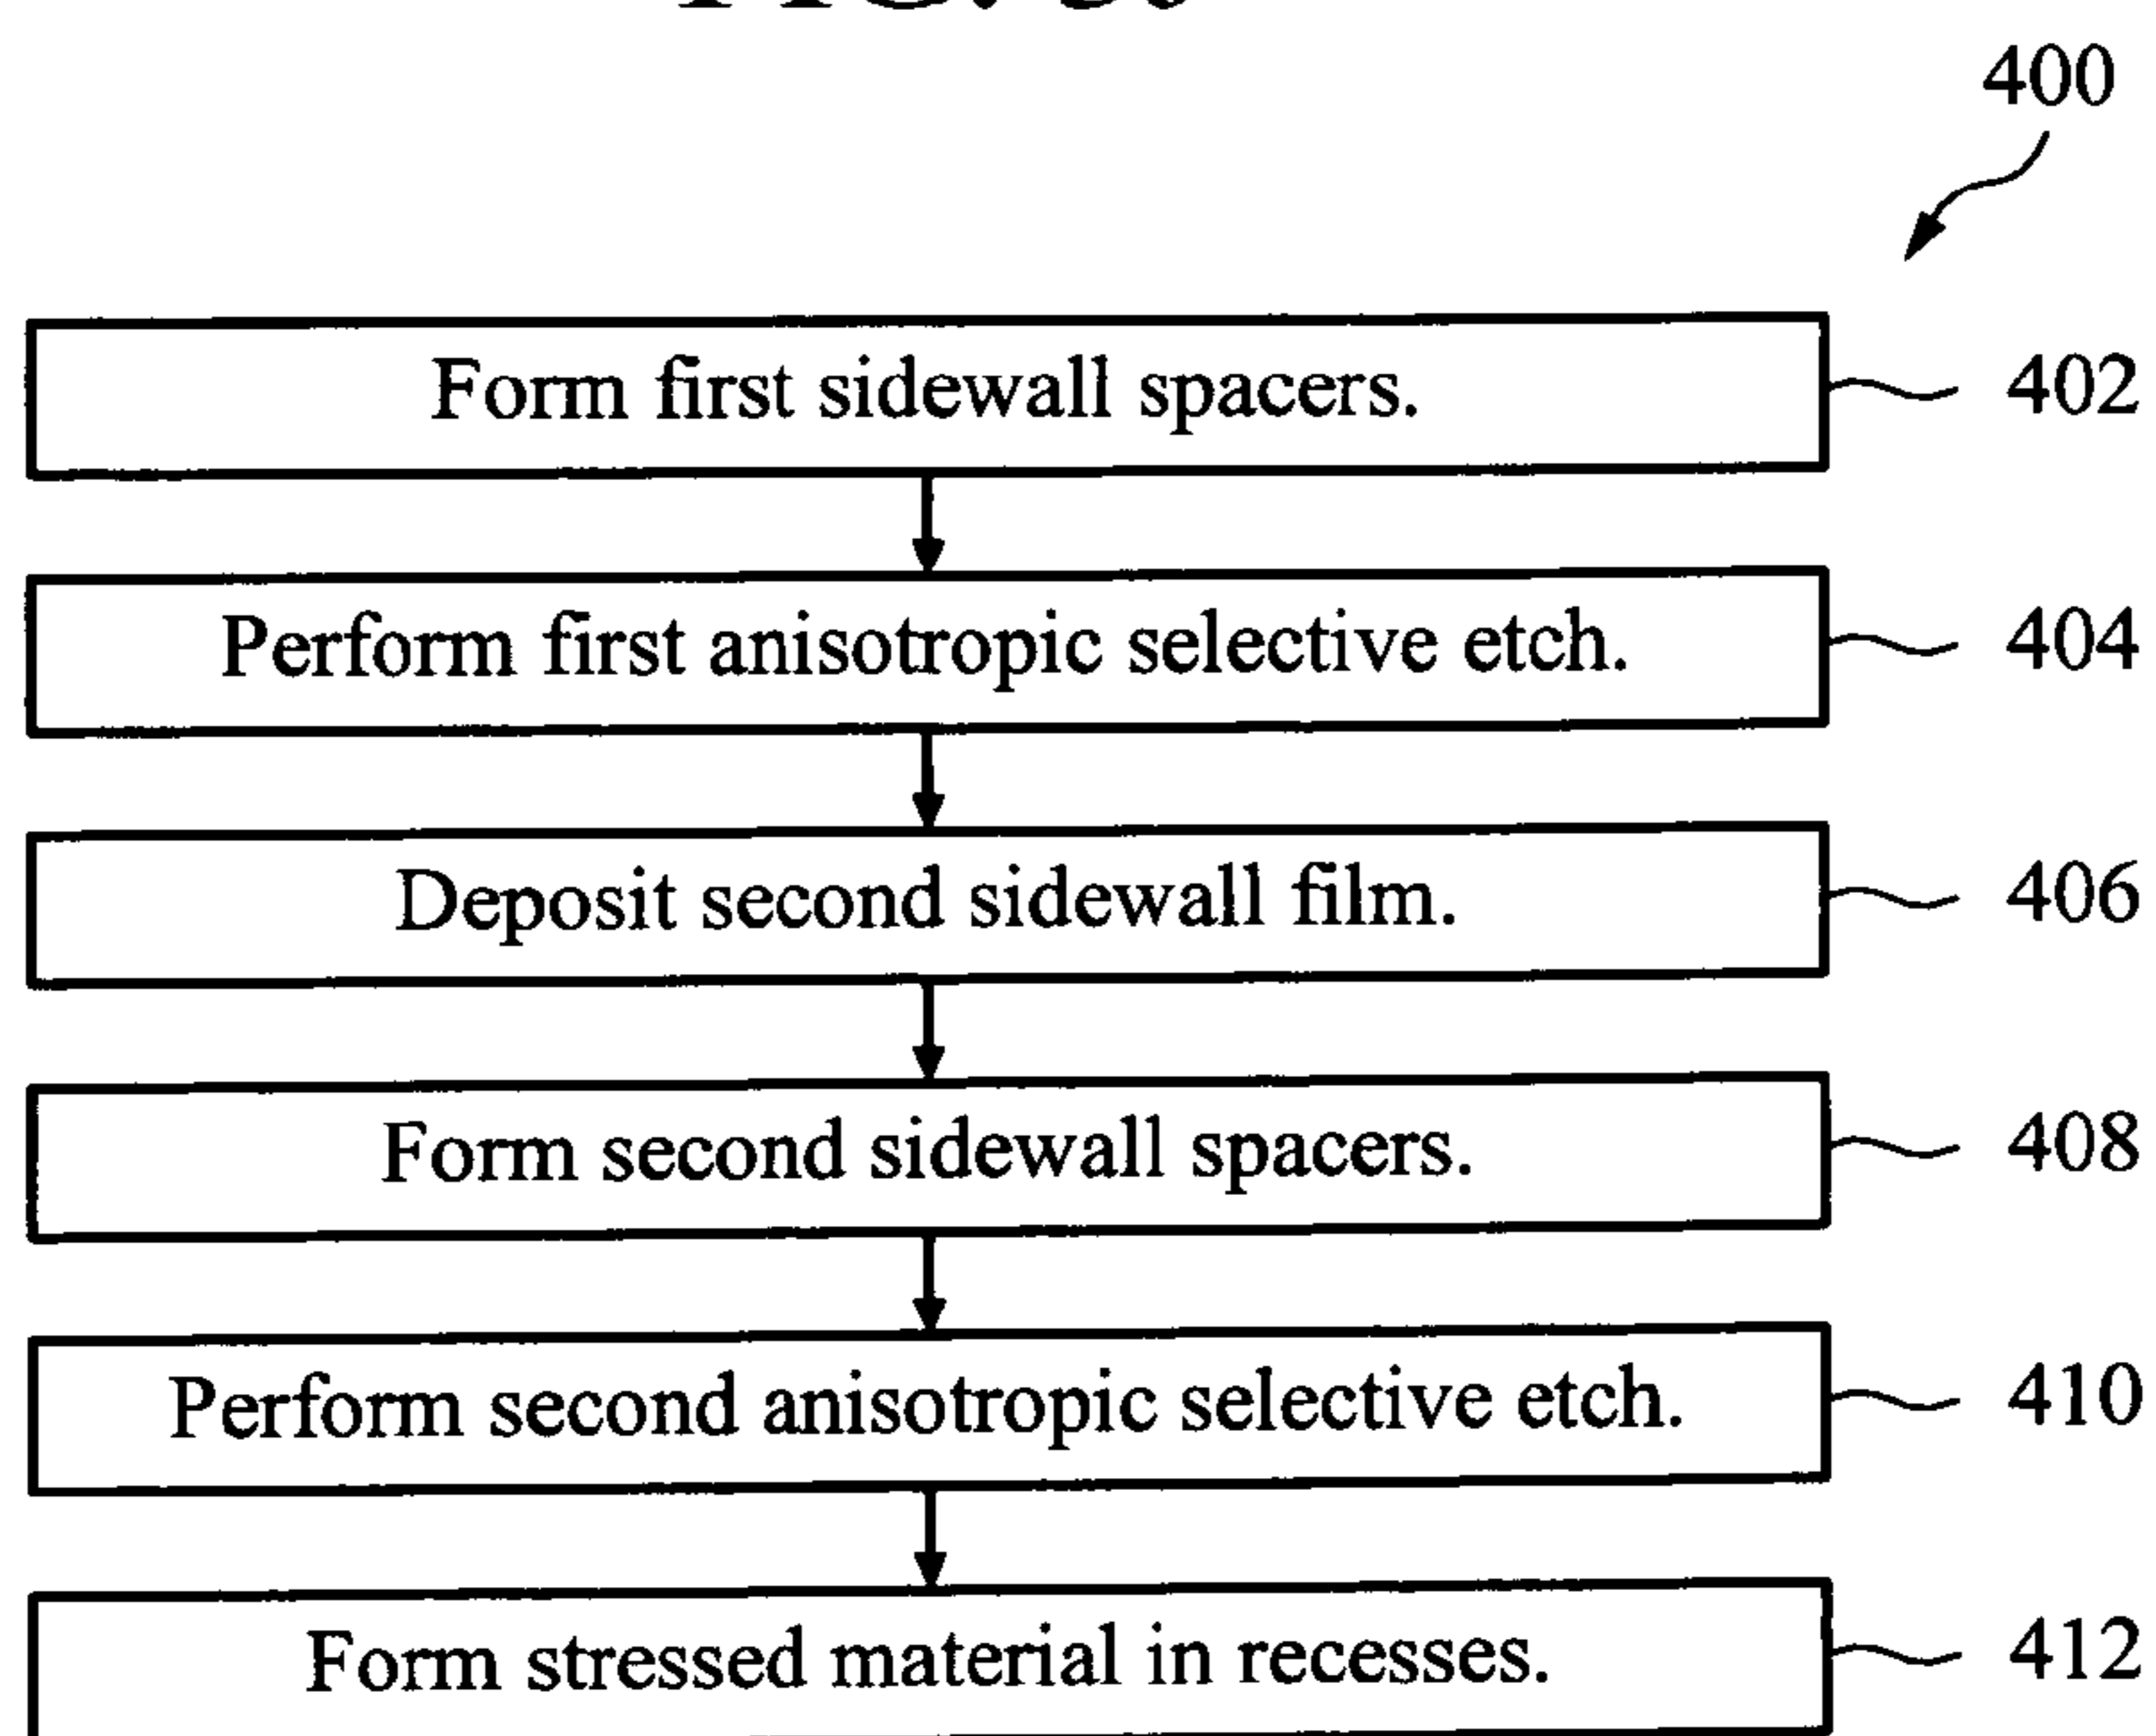 400
Form first sidewall spacers. 402
Perform first anisotropic selective etch. 404
Deposit second sidewall film. 406
Form second sidewall spacers. 408
Perform second anisotropic selective etch. 410
Form stressed material in recesses. 412